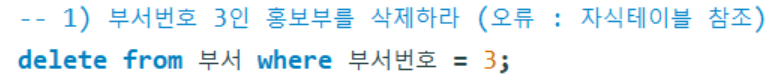 -- 1) 부서번호 3인 홍보부를 삭제하라 (오류 : 자식테이블 참조)
delete from 부서 where 부서번호 = 3;